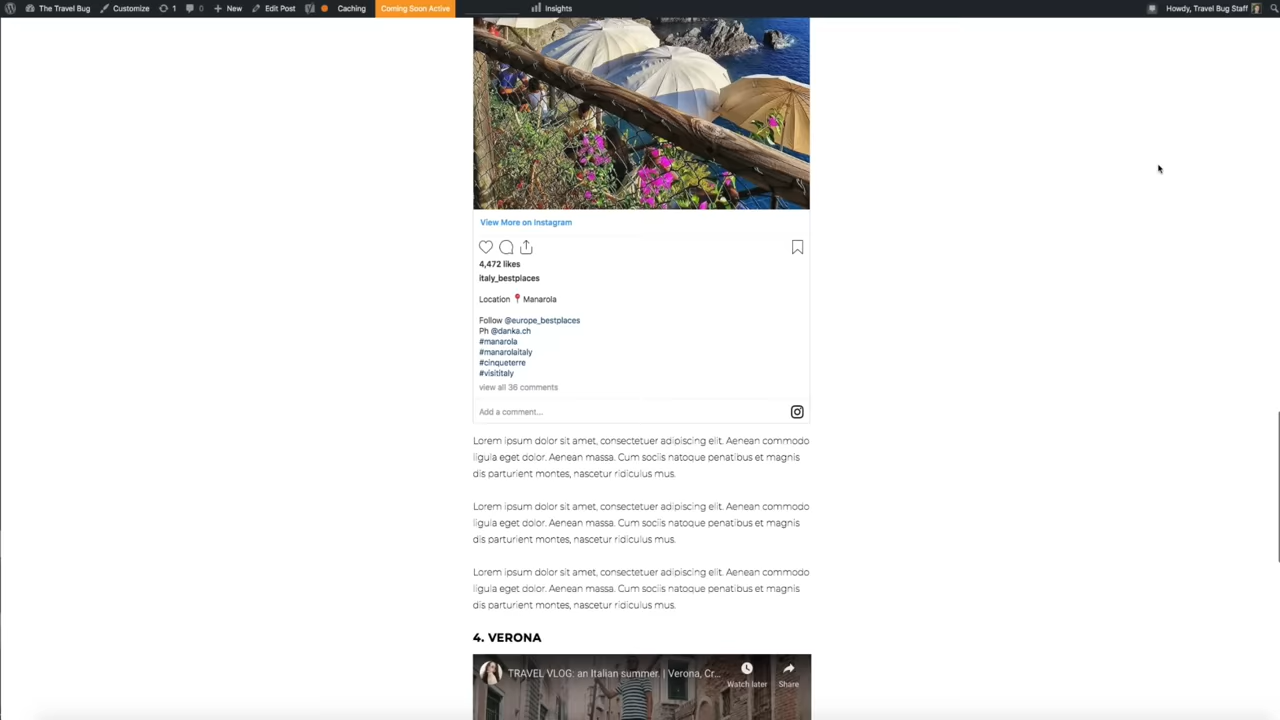 The Travel Bug Customize 1 0 New Edit Post Caching Coming Soon Active Insights Howdy, Travel Bug Staff
View More on Instagram
4,472 likes
italy_bestplaces
Location 📍 Manarola
Follow @europe_bestplaces
Ph @danka.ch
#manarola
#manarolaitaly
#cinqueterre
#visititaly
view all 36 comments
Add a comment...
Lorem ipsum dolor sit amet, consectetuer adipiscing elit. Aenean commodo
ligula eget dolor. Aenean massa. Cum sociis natoque penatibus et magnis
dis parturient montes, nascetur ridiculus mus.
Lorem ipsum dolor sit amet, consectetuer adipiscing elit. Aenean commodo
ligula eget dolor. Aenean massa. Cum sociis natoque penatibus et magnis
dis parturient montes, nascetur ridiculus mus.
Lorem ipsum dolor sit amet, consectetuer adipiscing elit. Aenean commodo
ligula eget dolor. Aenean massa. Cum sociis natoque penatibus et magnis
dis parturient montes, nascetur ridiculus mus.
4. VERONA
TRAVEL VLOG: an Italian summer. | Verona, Cr...
Watch later Share